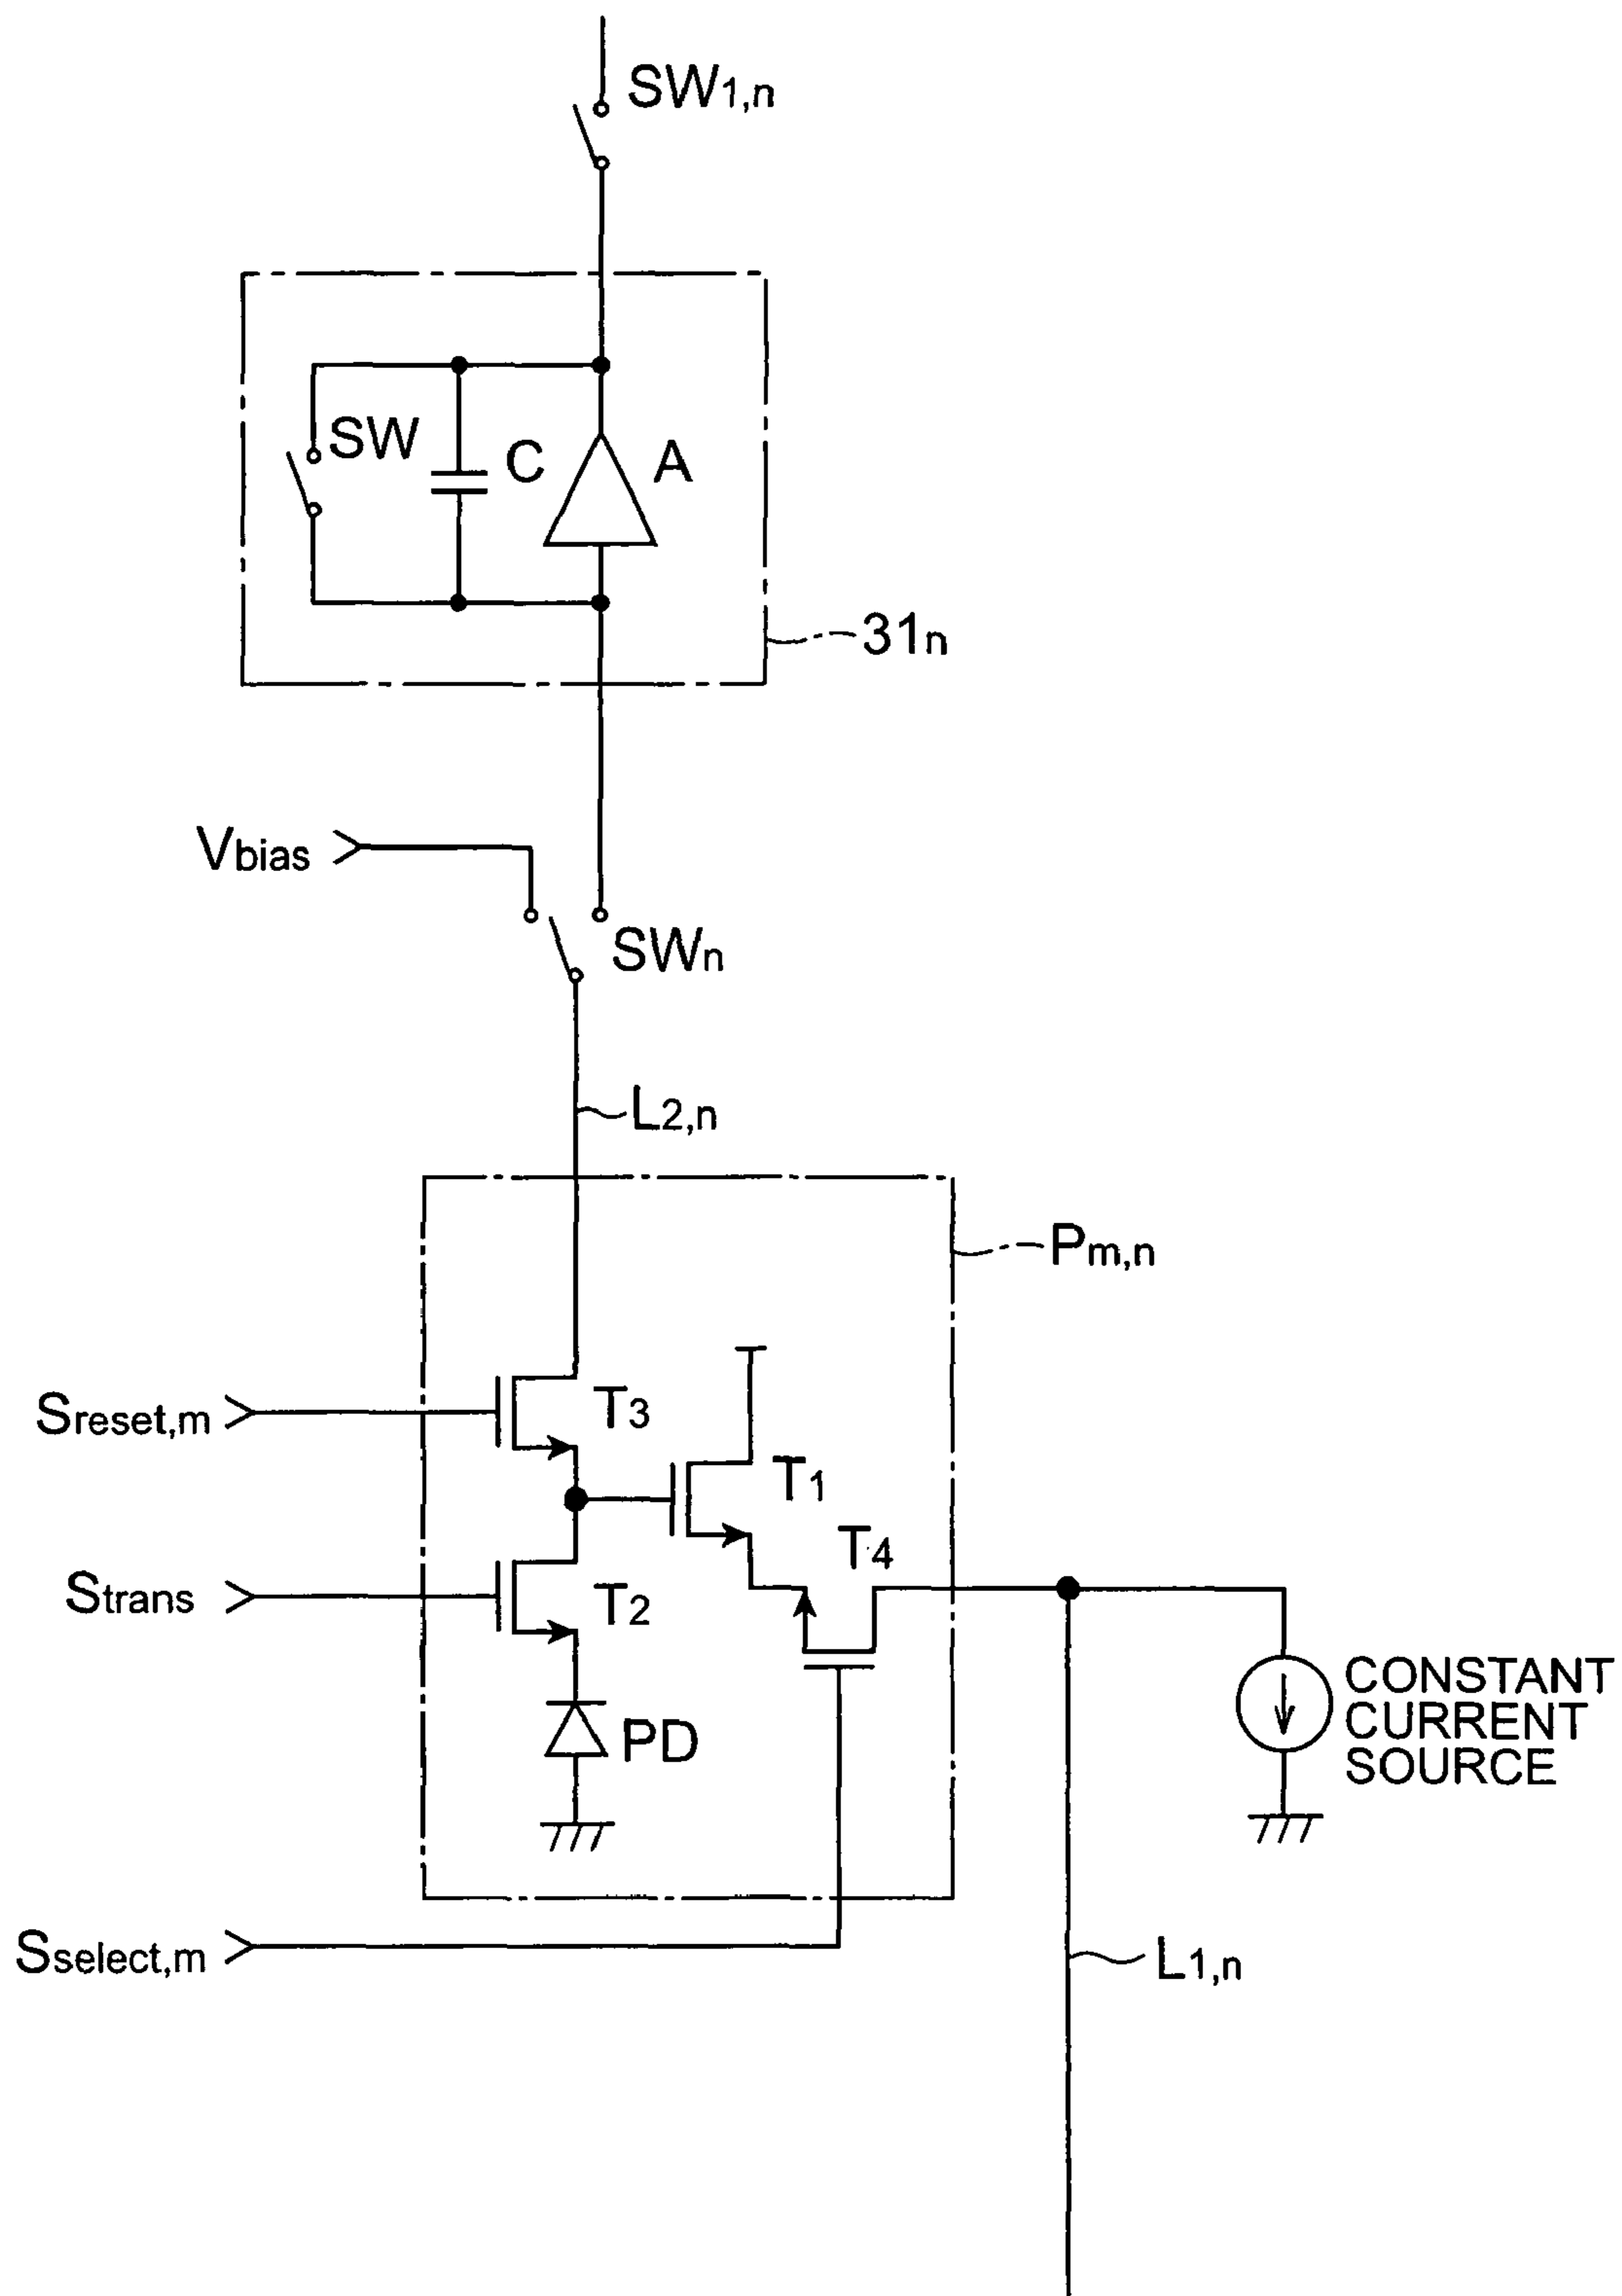 SW1,n
SW
C
A
31n
Vbias
SWn
L2,n
Pm,n
Sreset,m
T3
T1
T4
Strans
T2
CONSTANT
CURRENT
SOURCE
PD
Sselect,m
L1,n